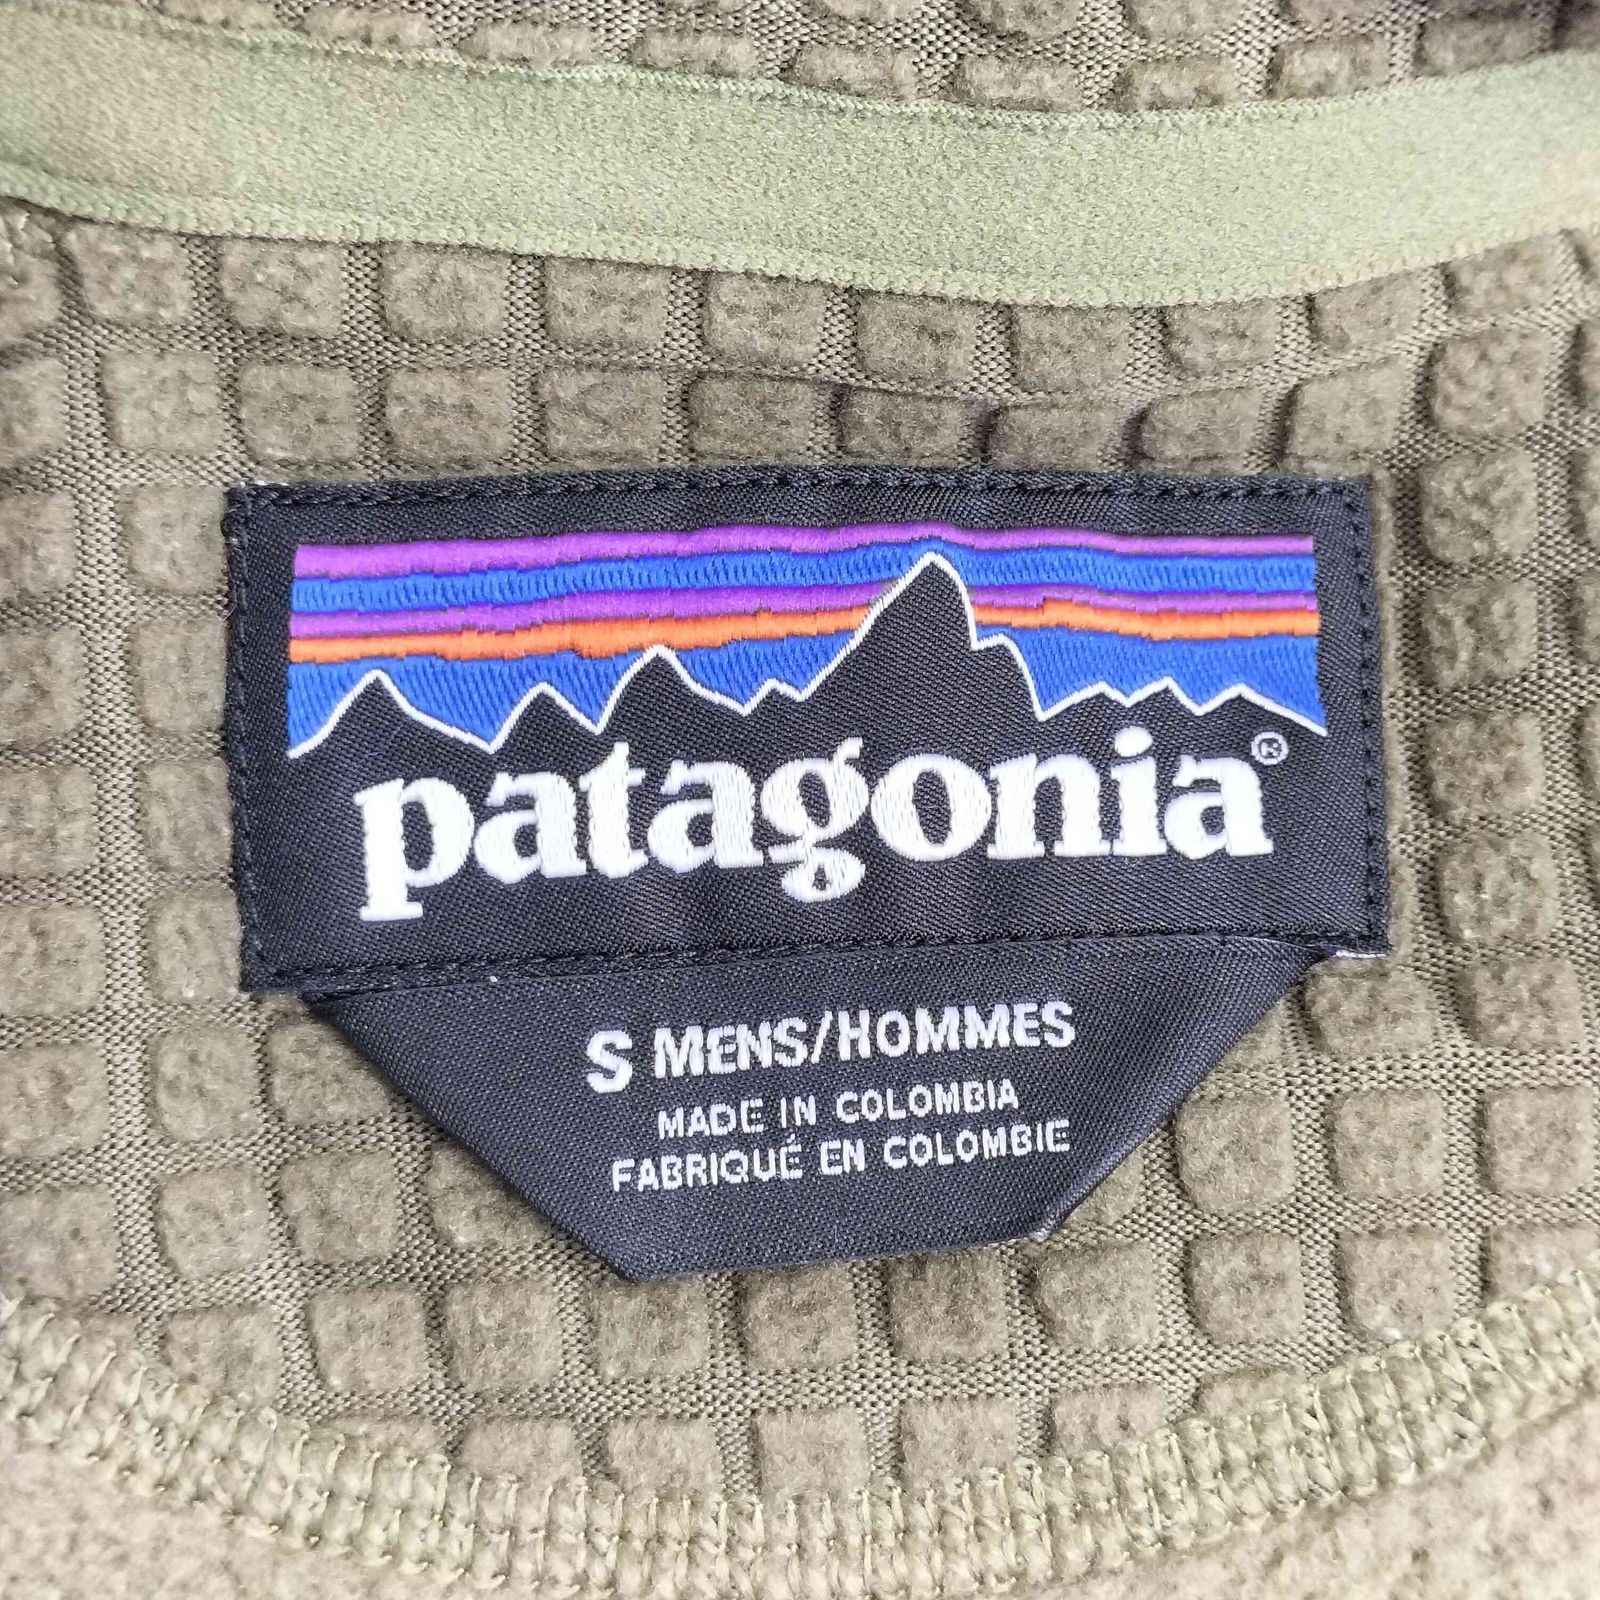 patagonia®
S MENS/HOMMES
MADE IN COLOMBIA
FABRIQUÉ EN COLOMBIE